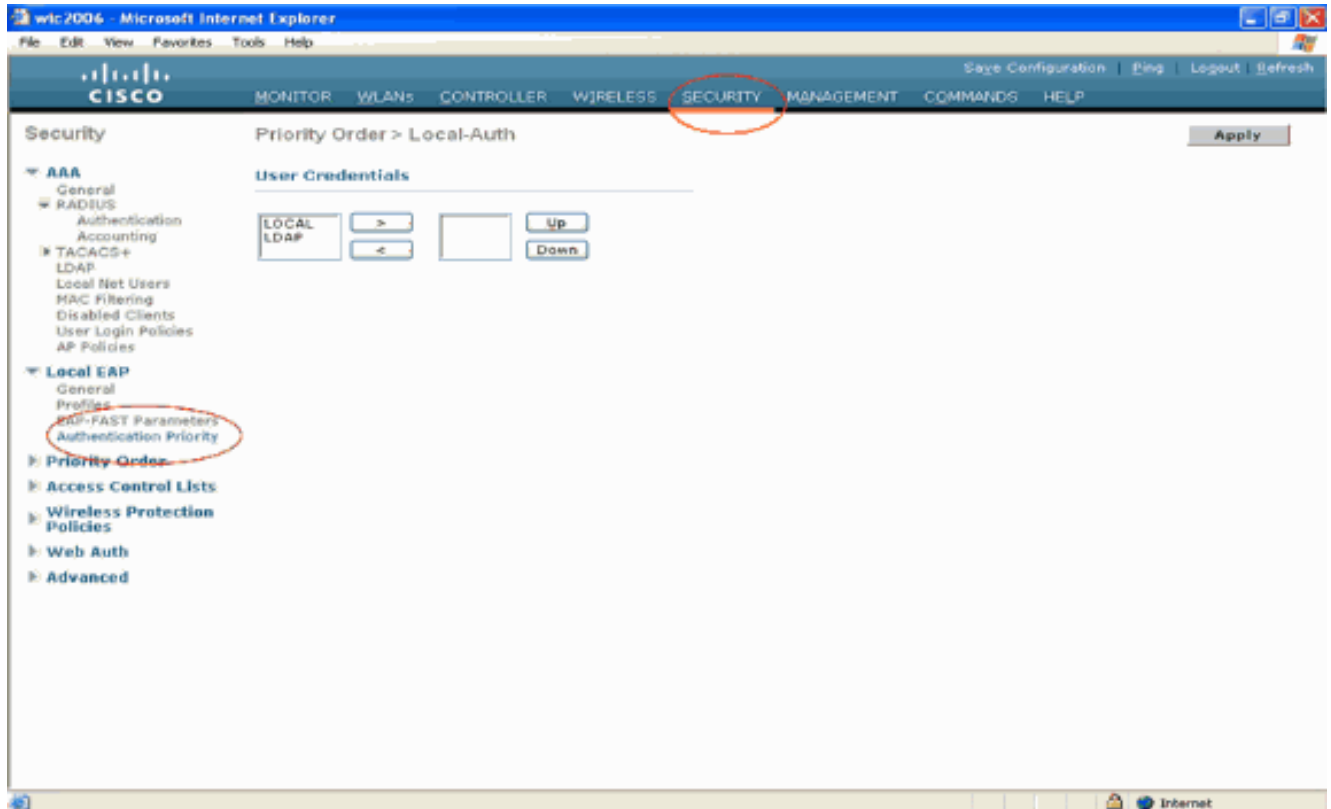 wlc2006 - Microsoft Internet Explorer
File Edit View Favorites Tools Help
Save Configuration | Ping | Logout | Refresh
CISCO
MONITOR WLANs CONTROLLER WIRELESS SECURITY MANAGEMENT COMMANDS HELP
Security
Priority Order > Local-Auth
Apply
AAA
General
RADIUS
Authentication
Accounting
TACACS+
LDAP
Local Net Users
MAC Filtering
Disabled Clients
User Login Policies
AP Policies
Local EAP
General
Profiles
EAP-FAST Parameters
Authentication Priority
Priority Order
Access Control Lists
Wireless Protection
Policies
Web Auth
Advanced
User Credentials
LOCAL
LDAP
>
<
Up
Down
Internet